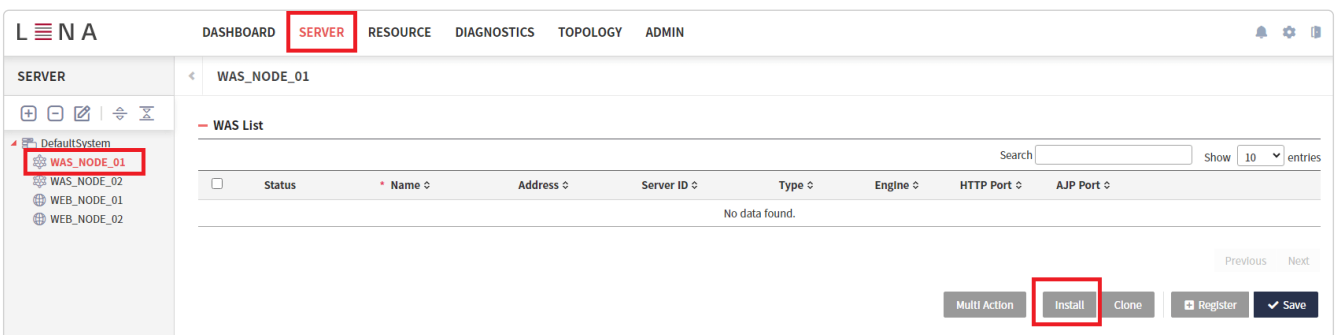 LENA DASHBOARD SERVER RESOURCE DIAGNOSTICS TOPOLOGY ADMIN
SERVER
WAS_NODE_01
DefaultSystem
WAS_NODE_01
WAS_NODE_02
WEB_NODE_01
WEB_NODE_02
WAS List
Search Show 10 entries
Status * Name Address Server ID Type Engine HTTP Port AJP Port
No data found.
Previous Next
Multi Action Install Clone Register Save